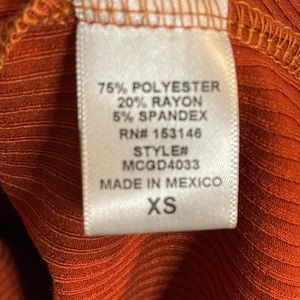 75% POLYESTER
20% RAYON
5% SPANDEX
RN# 153146
STYLE#
MCGD4033
MADE IN MEXICO
XS